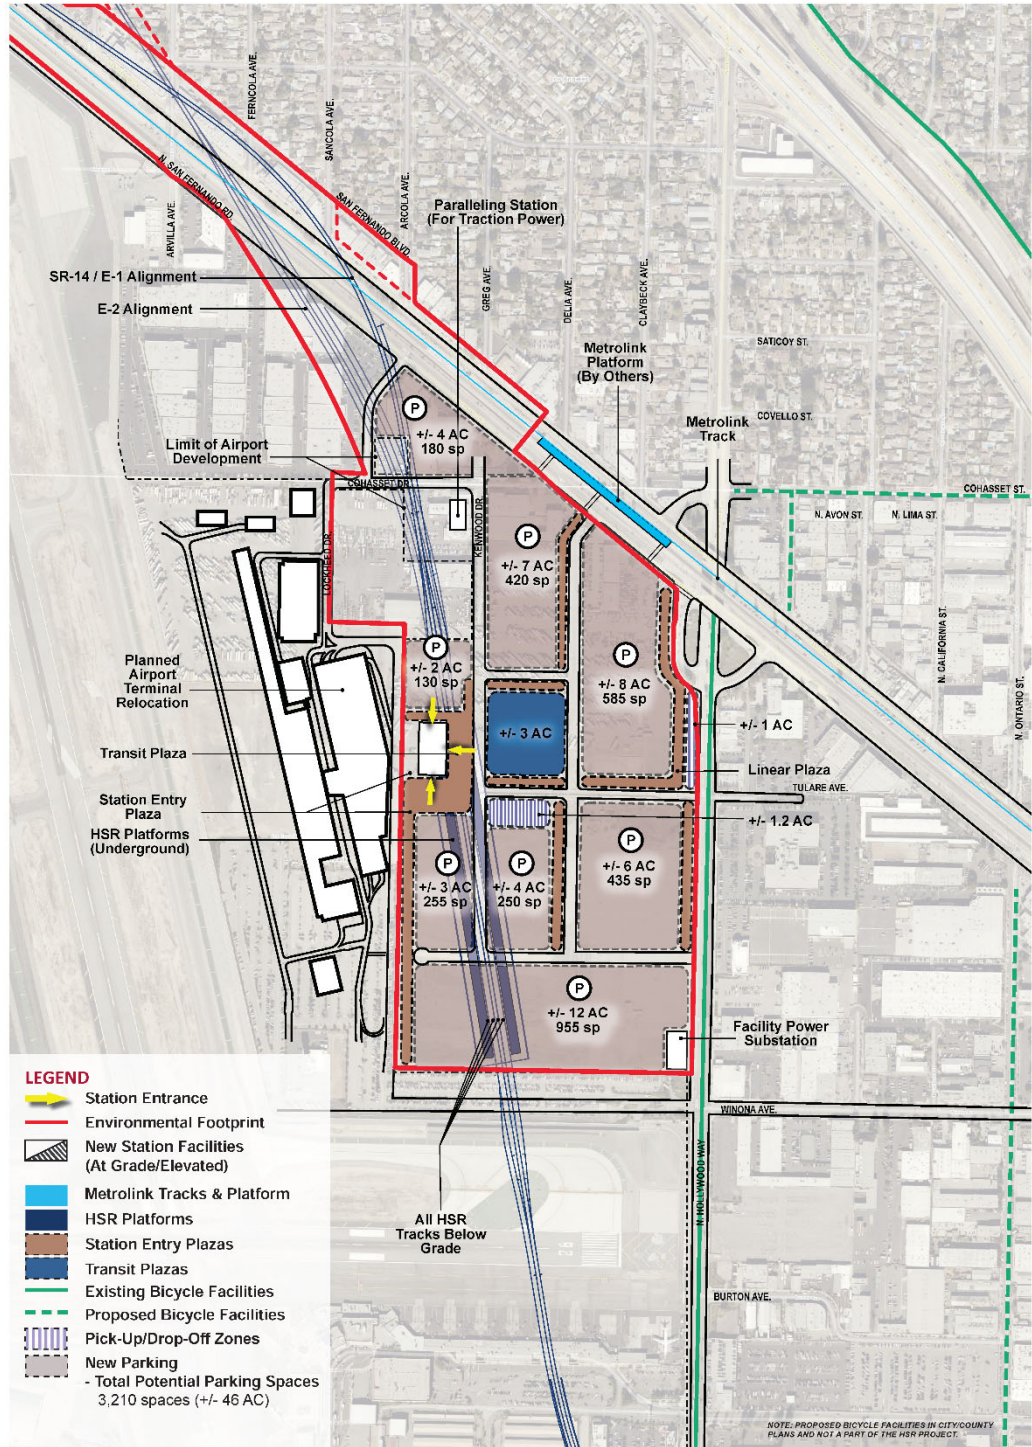 FERNCOLA AVE.
SANCOLA AVE.
ARCOLA AVE.
N. SAN FERNANDO RD.
SAN FERNANDO BLVD.
ARVILLA AVE.
Paralleling Station
(For Traction Power)
SR-14 / E-1 Alignment
E-2 Alignment
GREG AVE.
DELIA AVE.
CLAYBECK AVE.
SATICOY ST.
Metrolink
Platform
(By Others)
COVELLO ST.
Metrolink
Track
P
+/- 4 AC
180 sp
Limit of Airport
Development
COHASSET DR.
COHASSET ST.
N. AVON ST.
N. LIMA ST.
KENWOOD DR.
LOCKHEED DR.
P
+/- 7 AC
420 sp
N. CALIFORNIA ST.
N. ONTARIO ST.
Planned
Airport
Terminal
Relocation
P
+/- 2 AC
130 sp
P
+/- 8 AC
585 sp
+/- 1 AC
+/- 3 AC
Transit Plaza
Linear Plaza
TULARE AVE.
Station Entry
Plaza
+/- 1.2 AC
HSR Platforms
(Underground)
P
+/- 3 AC
255 sp
P
+/- 4 AC
250 sp
P
+/- 6 AC
435 sp
P
+/- 12 AC
955 sp
Facility Power
Substation
WINONA AVE.
N. HOLLYWOOD WAY
All HSR
Tracks Below
Grade
BURTON AVE.
LEGEND
Station Entrance
Environmental Footprint
New Station Facilities
(At Grade/Elevated)
Metrolink Tracks & Platform
HSR Platforms
Station Entry Plazas
Transit Plazas
Existing Bicycle Facilities
Proposed Bicycle Facilities
Pick-Up/Drop-Off Zones
New Parking
- Total Potential Parking Spaces
3,210 spaces (+/- 46 AC)
NOTE: PROPOSED BICYCLE FACILITIES IN CITY/COUNTY
PLANS AND NOT A PART OF THE HSR PROJECT.